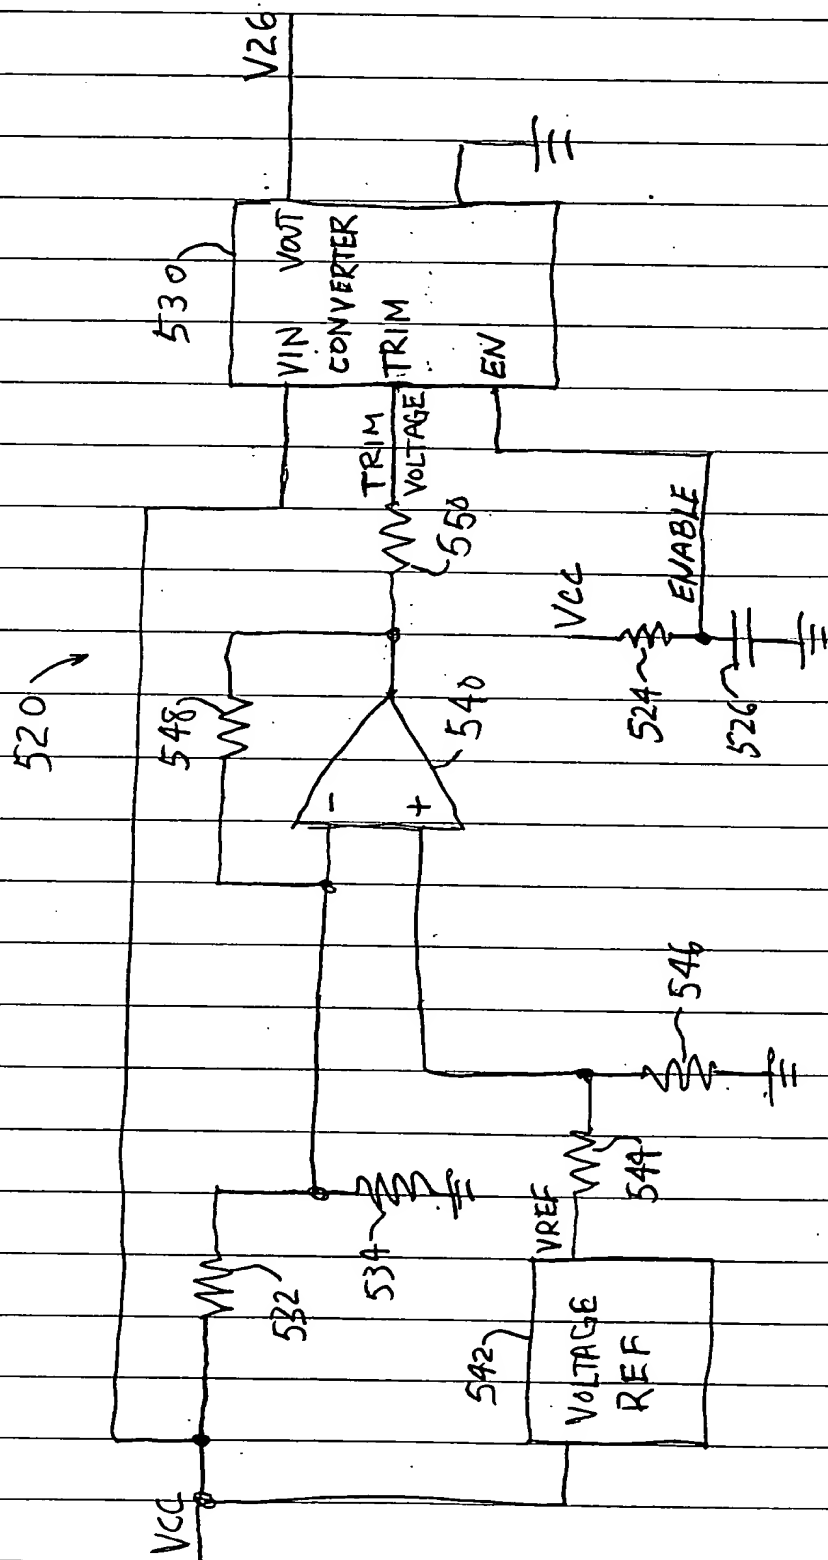 VCC
532
534
542
VOLTAGE
REF
VREF
544
546
520
548
-
+
540
VCC
524
526
ENABLE
550
TRIM
VOLTAGE
530
VIN
VOUT
CONVERTER
TRIM
EN
V26